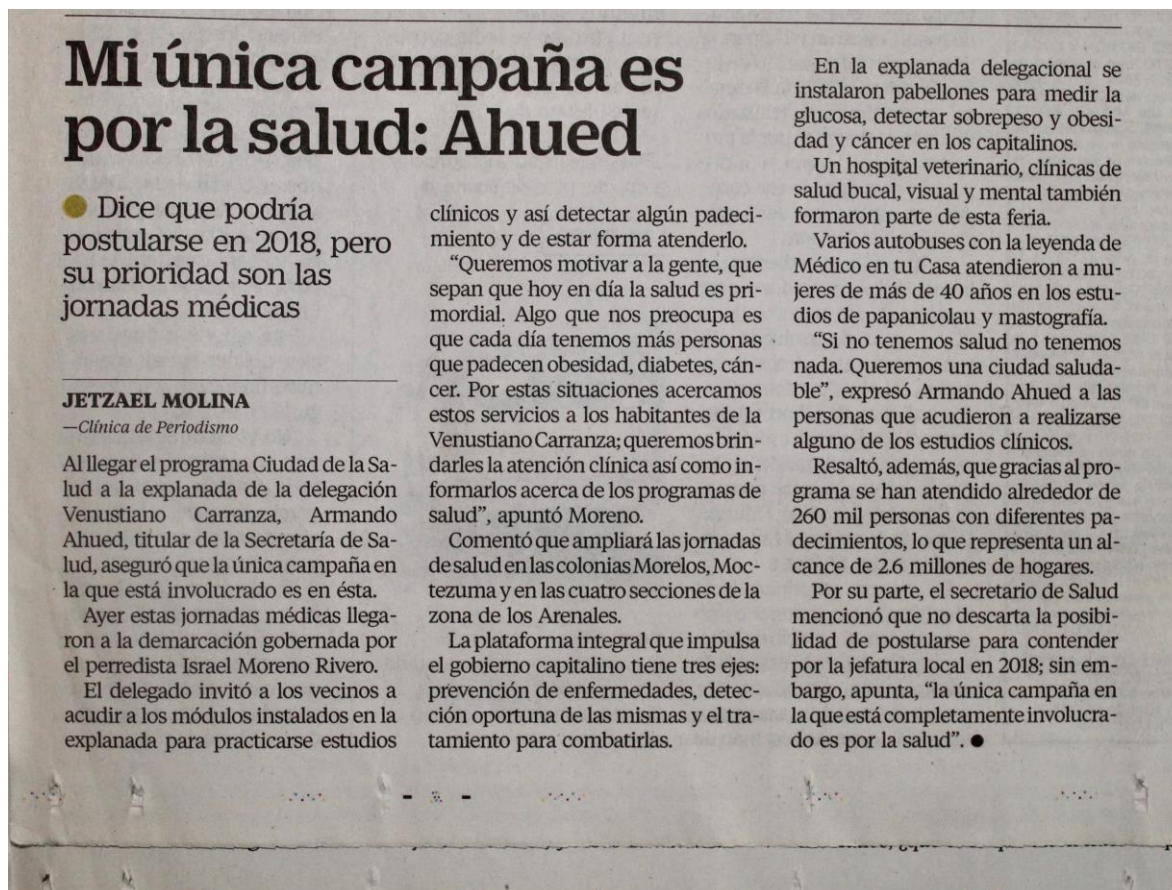 Mi única campaña es
por la salud: Ahued
● Dice que podría
postularse en 2018, pero
su prioridad son las
jornadas médicas
JETZAEL MOLINA
—Clínica de Periodismo
Al llegar el programa Ciudad de la Sa-
lud a la explanada de la delegación
Venustiano Carranza, Armando
Ahued, titular de la Secretaría de Sa-
lud, aseguró que la única campaña en
la que está involucrado es en ésta.
Ayer estas jornadas médicas llega-
ron a la demarcación gobernada por
el perredista Israel Moreno Rivero.
El delegado invitó a los vecinos a
acudir a los módulos instalados en la
explanada para practicarse estudios
clínicos y así detectar algún padeci-
miento y de estar forma atenderlo.
“Queremos motivar a la gente, que
sepan que hoy en día la salud es pri-
mordial. Algo que nos preocupa es
que cada día tenemos más personas
que padecen obesidad, diabetes, cán-
cer. Por estas situaciones acercamos
estos servicios a los habitantes de la
Venustiano Carranza; queremos brin-
darles la atención clínica así como in-
formarlos acerca de los programas de
salud”, apuntó Moreno.
Comentó que ampliará las jornadas
de salud en las colonias Morelos, Moc-
tezuma y en las cuatro secciones de la
zona de los Arenales.
La plataforma integral que impulsa
el gobierno capitalino tiene tres ejes:
prevención de enfermedades, detec-
ción oportuna de las mismas y el tra-
tamiento para combatirlas.
En la explanada delegacional se
instalaron pabellones para medir la
glucosa, detectar sobrepeso y obesi-
dad y cáncer en los capitalinos.
Un hospital veterinario, clínicas de
salud bucal, visual y mental también
formaron parte de esta feria.
Varios autobuses con la leyenda de
Médico en tu Casa atendieron a mu-
jeres de más de 40 años en los estu-
dios de papanicolau y mastografía.
“Si no tenemos salud no tenemos
nada. Queremos una ciudad saluda-
ble”, expresó Armando Ahued a las
personas que acudieron a realizarse
alguno de los estudios clínicos.
Resaltó, además, que gracias al pro-
grama se han atendido alrededor de
260 mil personas con diferentes pa-
decimientos, lo que representa un al-
cance de 2.6 millones de hogares.
Por su parte, el secretario de Salud
mencionó que no descarta la posibi-
lidad de postularse para contender
por la jefatura local en 2018; sin em-
bargo, apunta, “la única campaña en
la que está completamente involucra-
do es por la salud”. ●